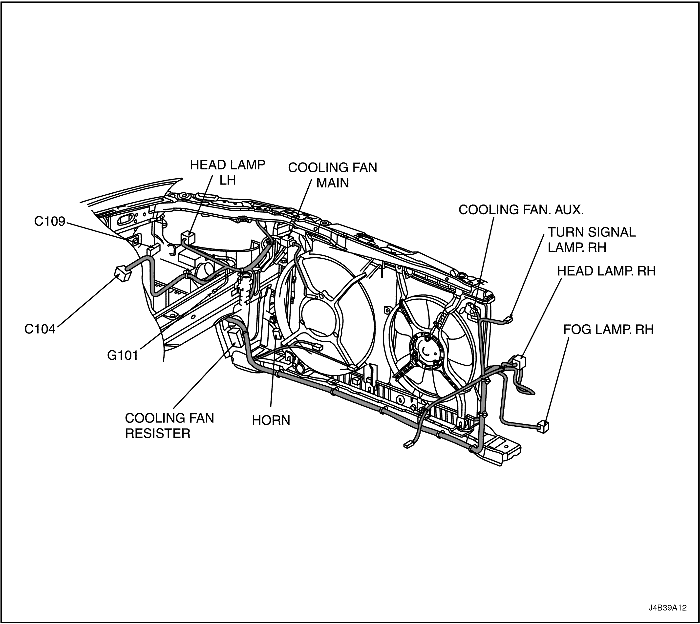 HEAD LAMP
LH
COOLING FAN
MAIN
COOLING FAN. AUX.
C109
TURN SIGNAL
LAMP. RH
HEAD LAMP. RH
C104
FOG LAMP. RH
G101
COOLING FAN
RESISTER
HORN
J4B39A12